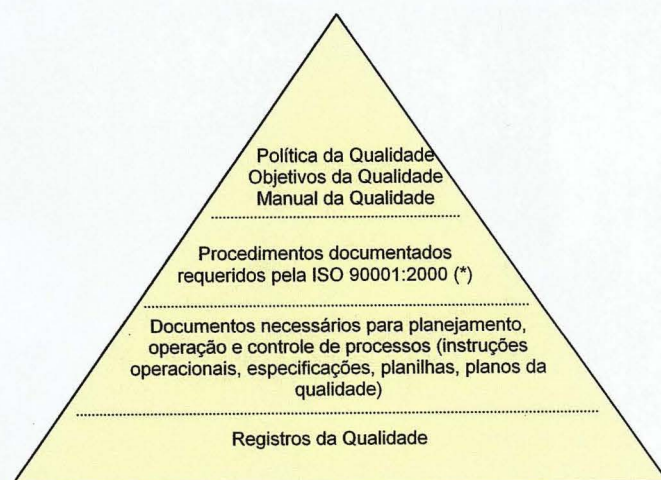 Política da Qualidade
Objetivos da Qualidade
Manual da Qualidade
Procedimentos documentados
requeridos pela ISO 90001:2000 (*)
Documentos necessários para planejamento,
operação e controle de processos (instruções
operacionais, especificações, planilhas, planos da
qualidade)
Registros da Qualidade